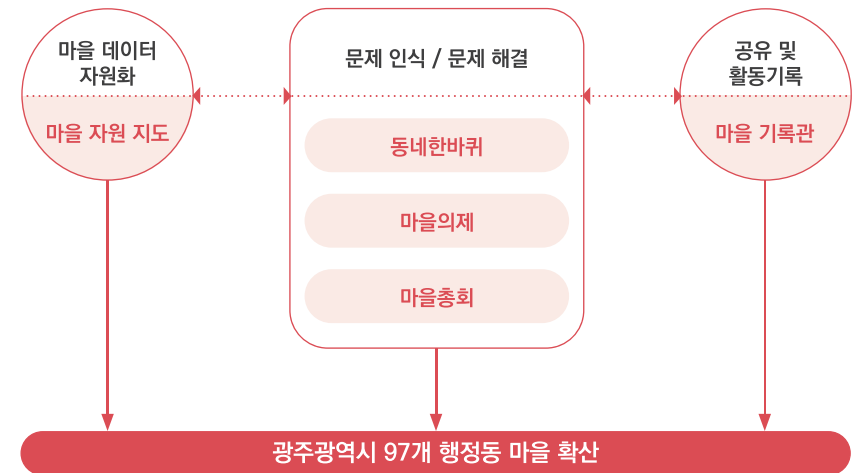 마을 데이터
자원화
마을 자원 지도
문제 인식 / 문제 해결
동네한바퀴
마을의제
마을총회
공유 및
활동기록
마을 기록관
광주광역시 97개 행정동 마을 확산